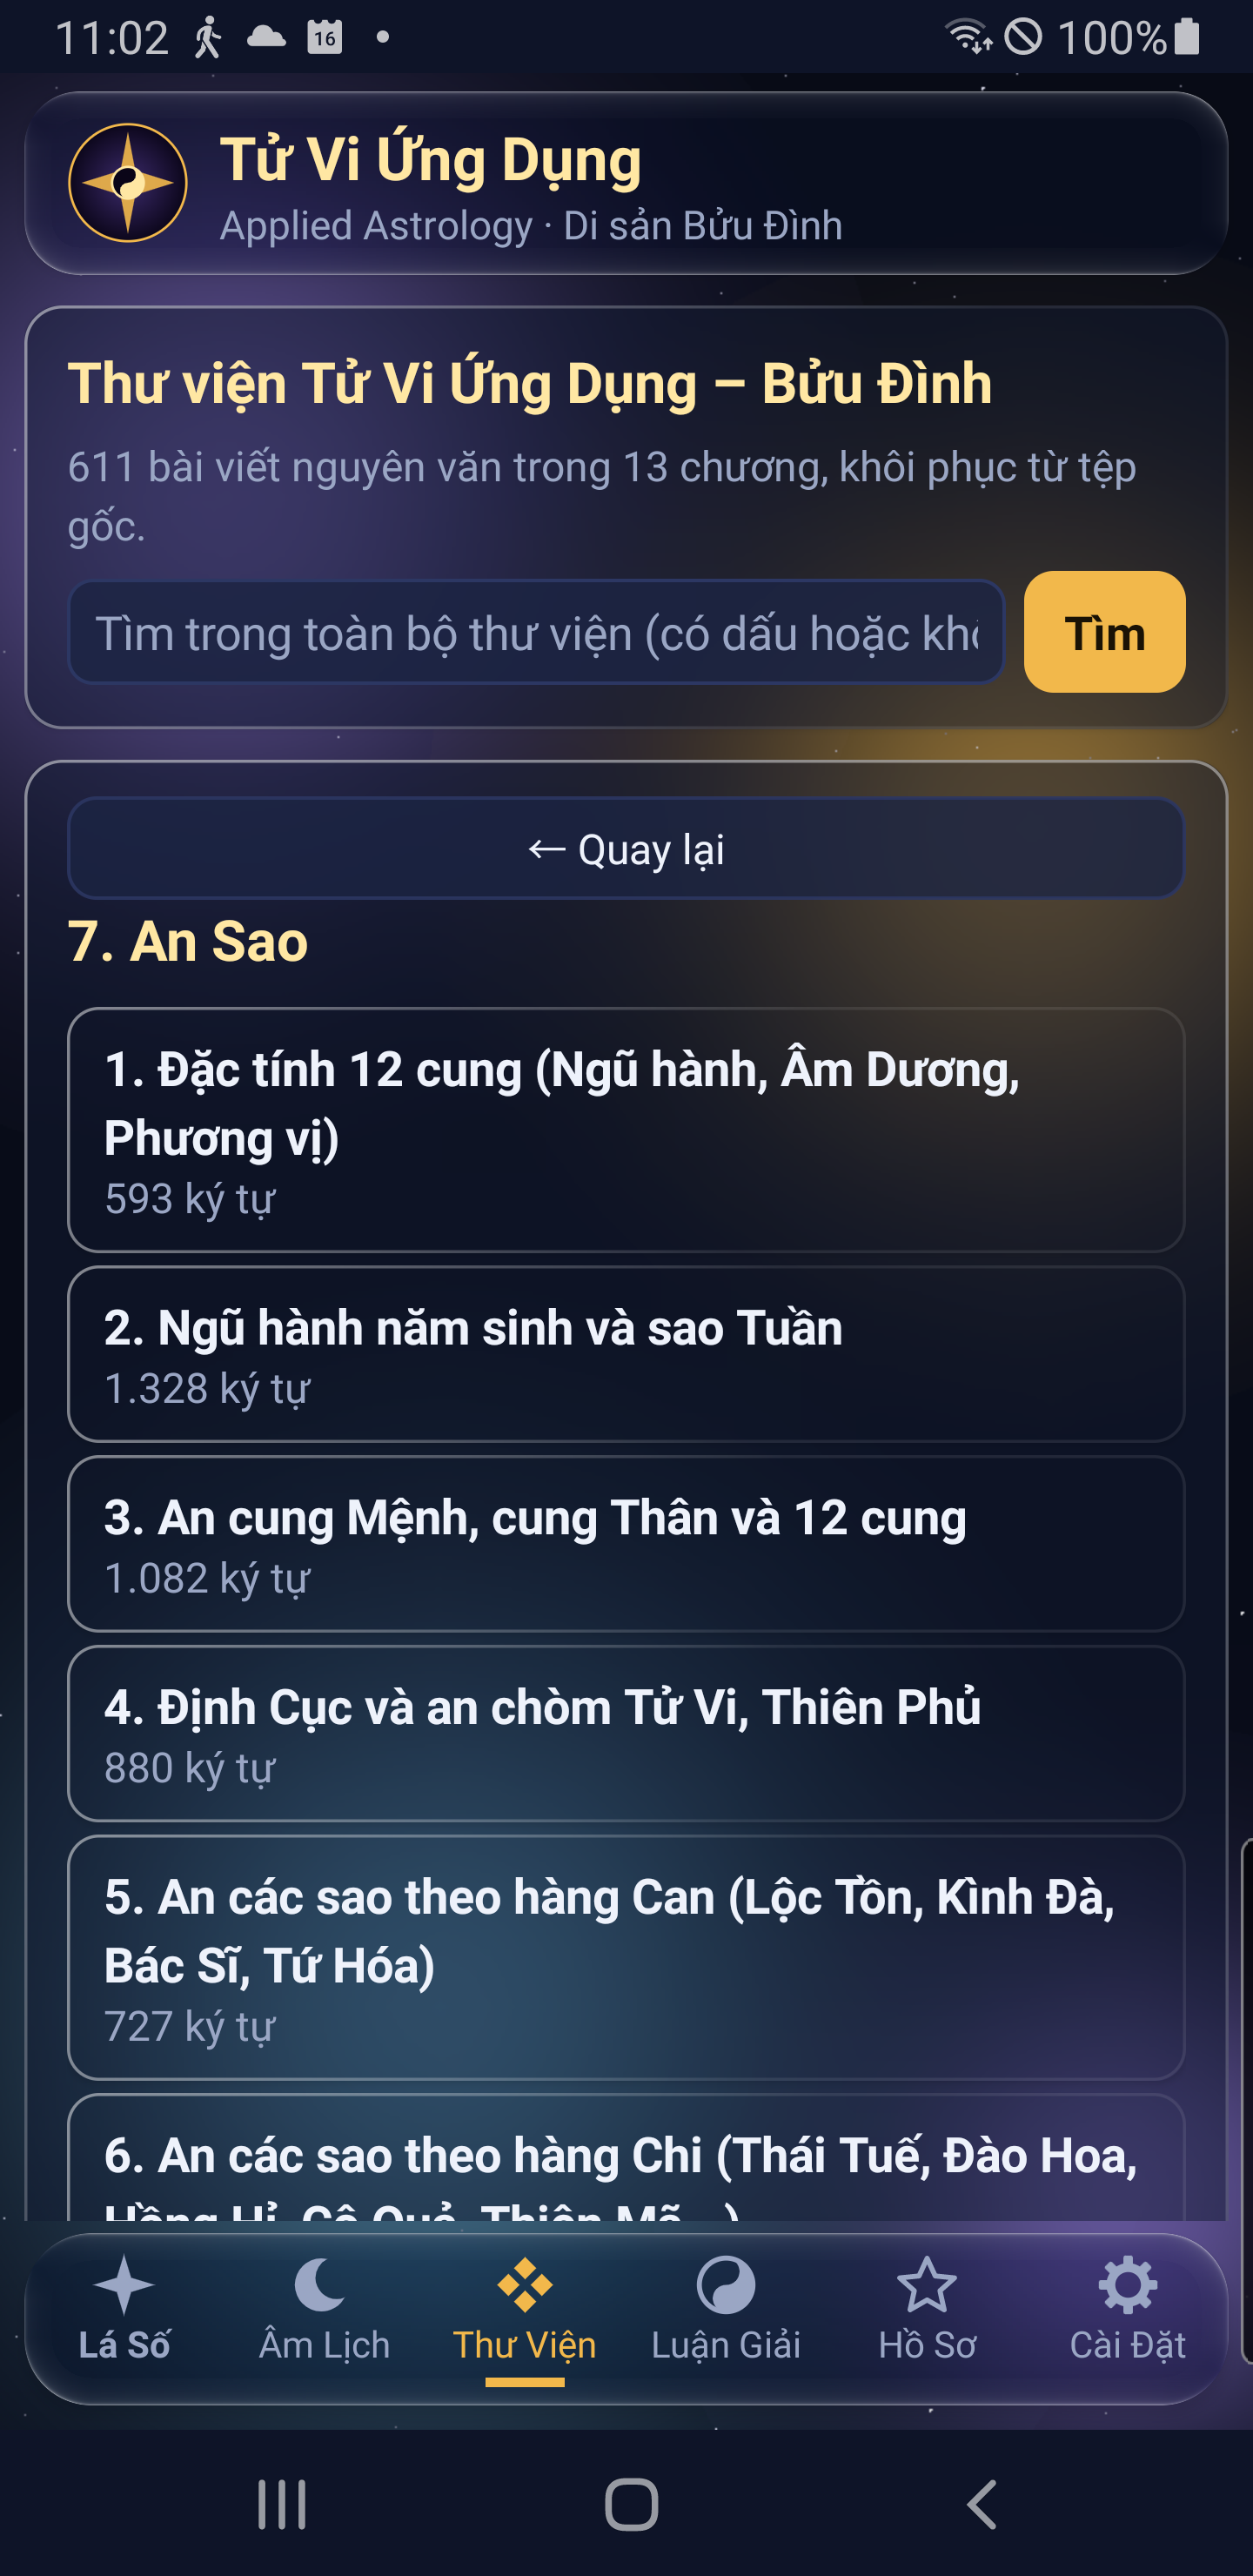 11:02
16
100%
Tử Vi Ứng Dụng
Applied Astrology · Di sản Bửu Đình
Thư viện Tử Vi Ứng Dụng – Bửu Đình
611 bài viết nguyên văn trong 13 chương, khôi phục từ tệp
gốc.
Tìm trong toàn bộ thư viện (có dấu hoặc
Tìm
← Quay lại
7. An Sao
1. Đặc tính 12 cung (Ngũ hành, Âm Dương,
Phương vị)
593 ký tự
2. Ngũ hành năm sinh và sao Tuần
1.328 ký tự
3. An cung Mệnh, cung Thân và 12 cung
1.082 ký tự
4. Định Cục và an chòm Tử Vi, Thiên Phủ
880 ký tự
5. An các sao theo hàng Can (Lộc Tồn, Kình Đà,
Bác Sĩ, Tứ Hóa)
727 ký tự
6. An các sao theo hàng Chi (Thái Tuế, Đào Hoa,
Hồng Hỉ, Cô Quả, Thiên Mã...)
Lá Số
Âm Lịch
Thư Viện
Luận Giải
Hồ Sơ
Cài Đặt